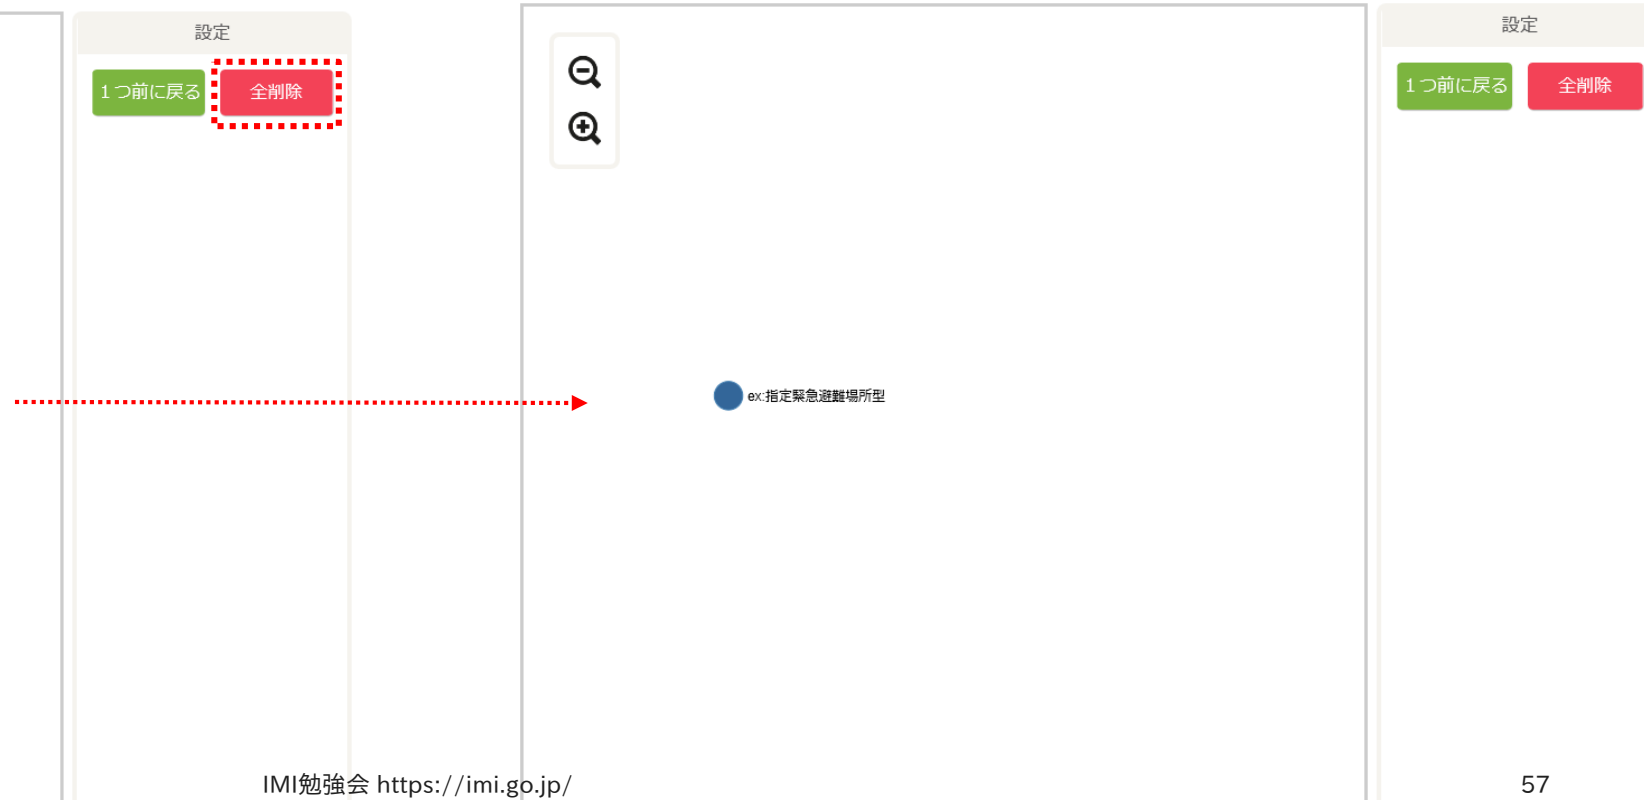 設定
1つ前に戻る
全削除
ex:指定緊急避難場所型
設定
1つ前に戻る
全削除
IMI勉強会 https://imi.go.jp/
57